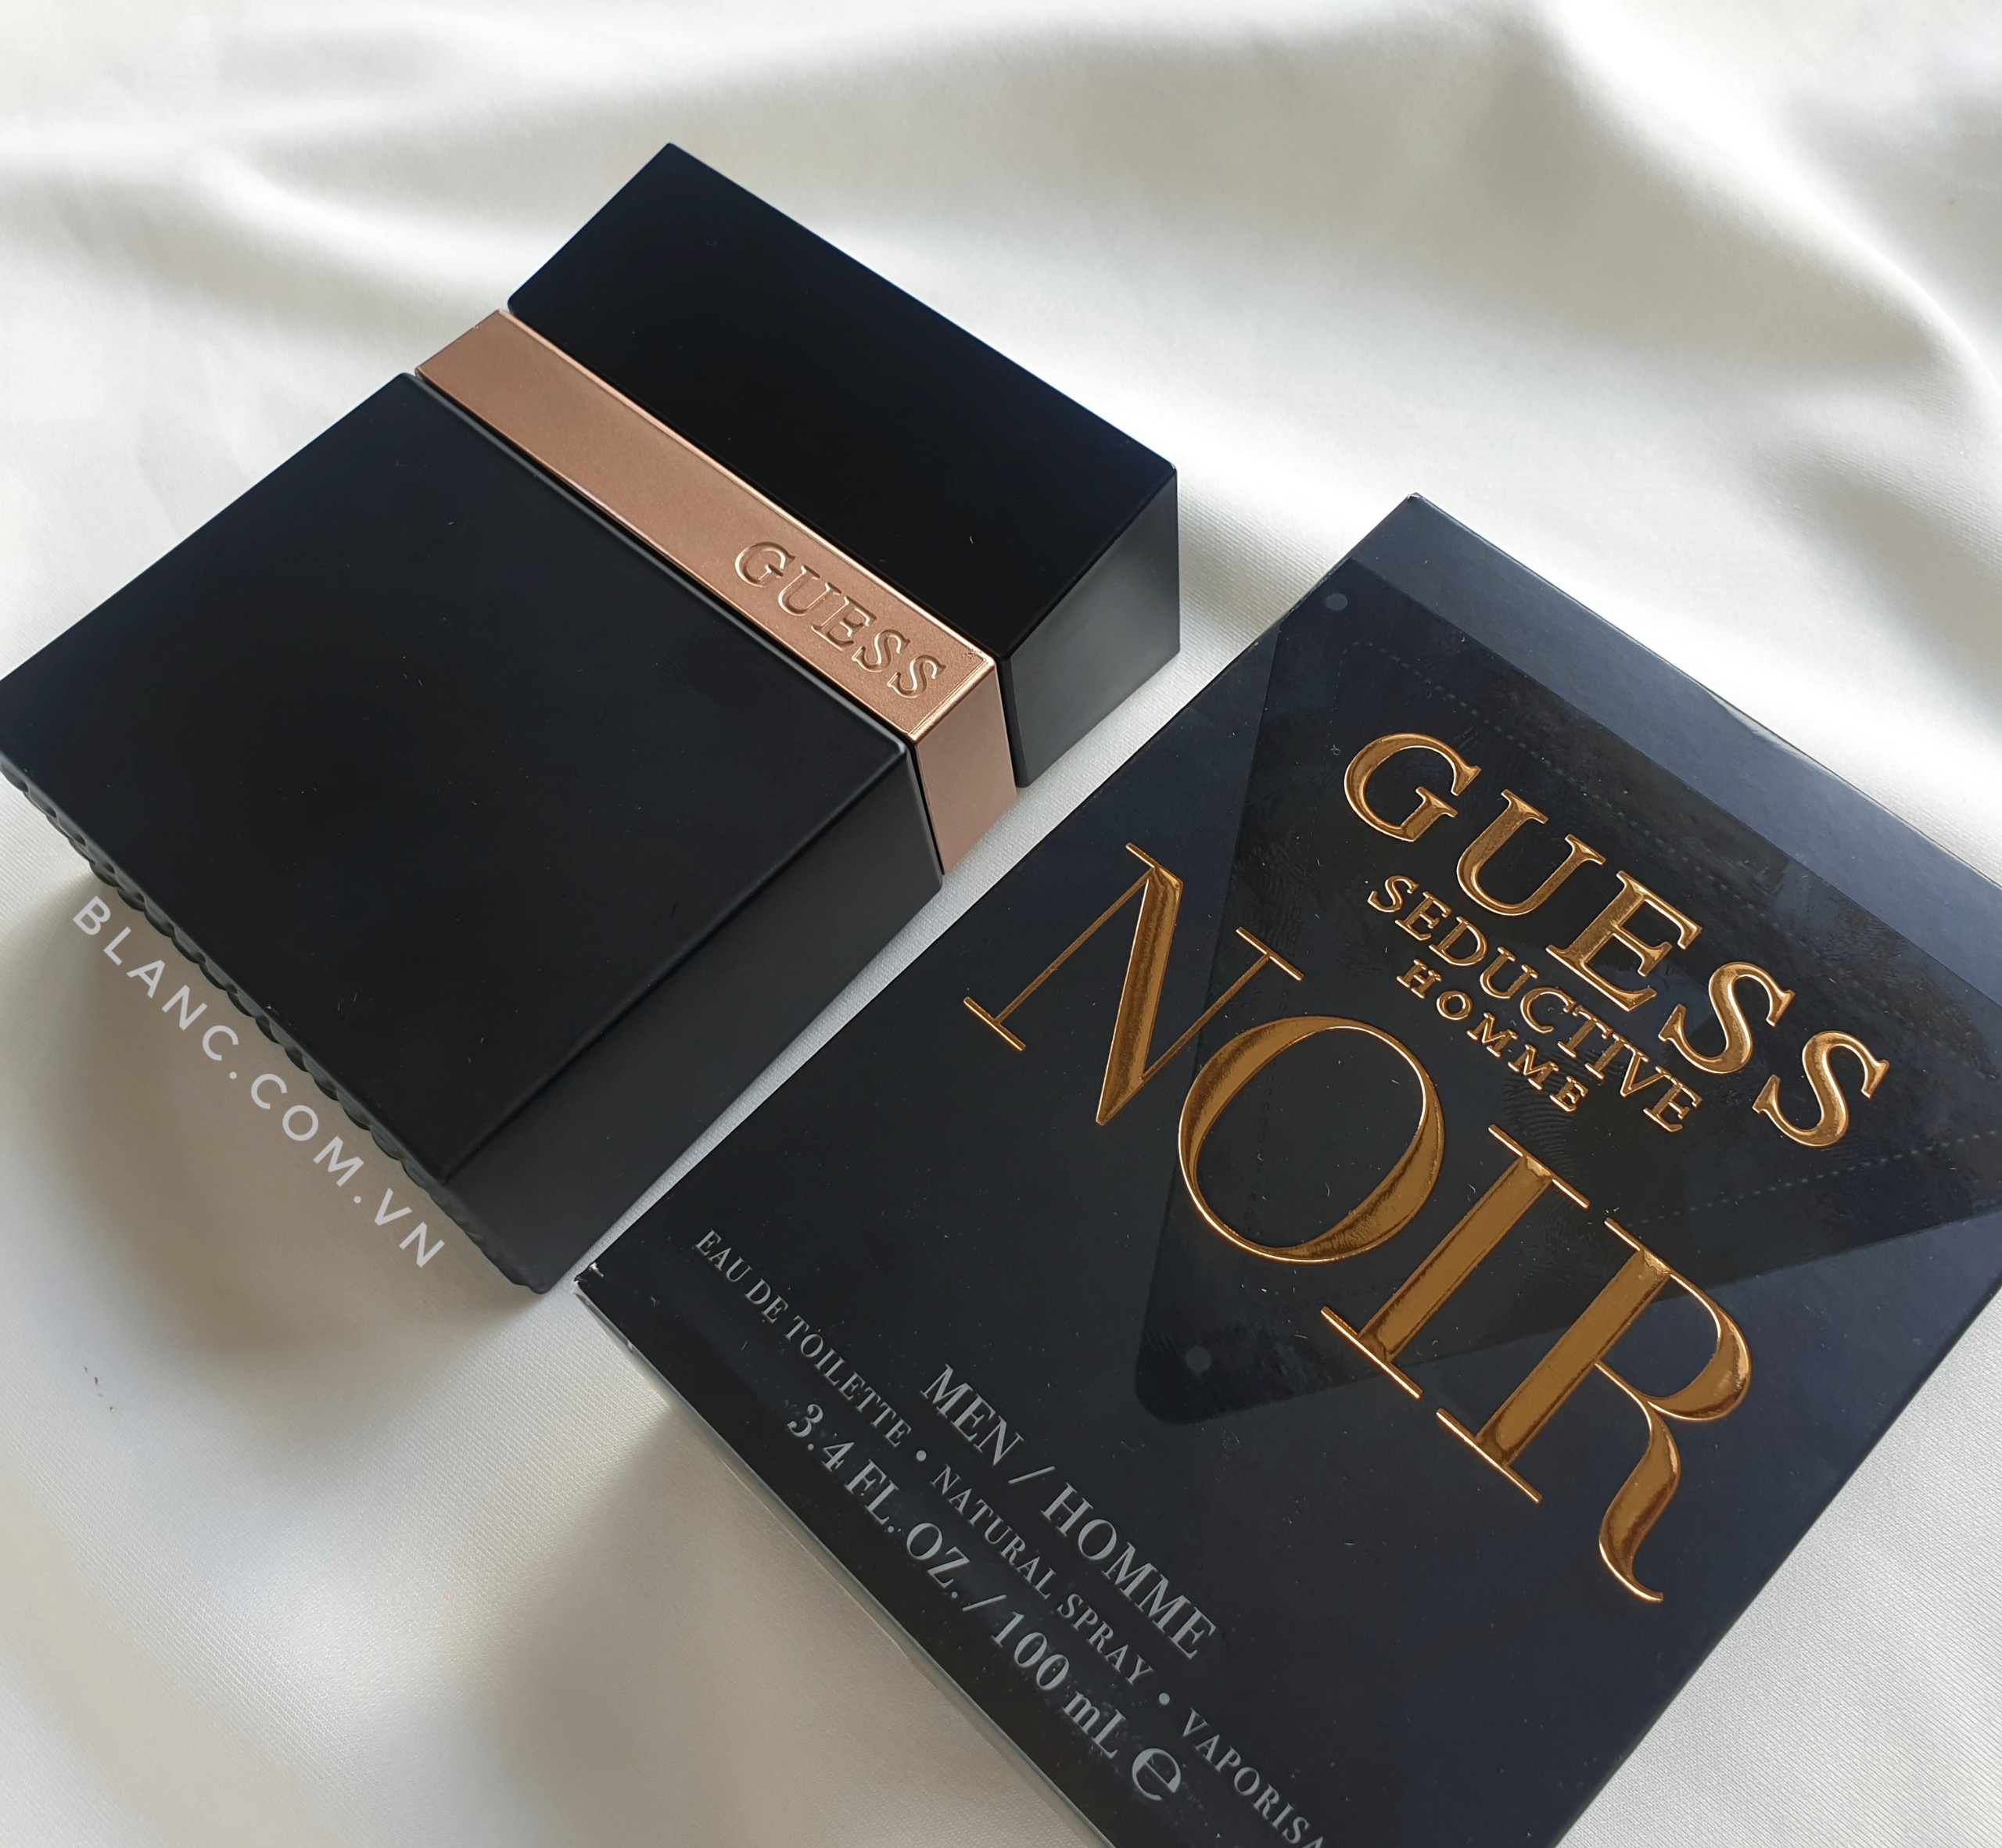 GUESS
GUESS
SEDUCTIVE
HOMME
NOIR
MEN / HOMME
EAU DE TOILETTE • NATURAL SPRAY •
3.4 FL. OZ. / 100 mL e
BLANC.COM.VN